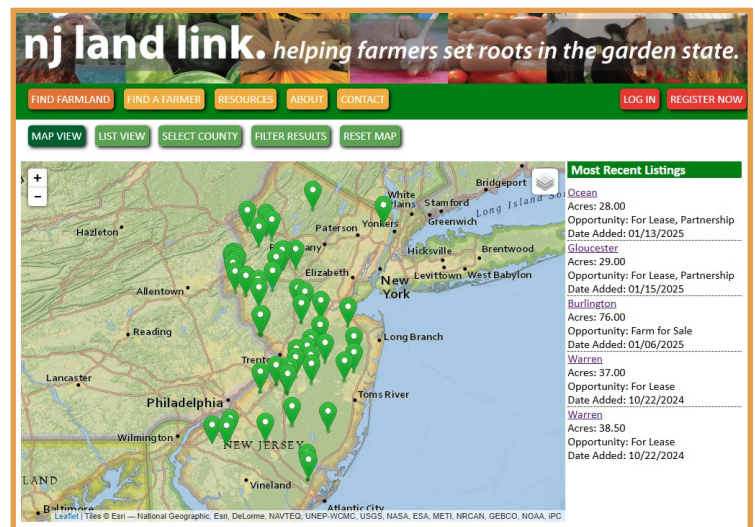 nj land link. helping farmers set roots in the garden state.
FIND FARMLAND FIND A FARMER RESOURCES ABOUT CONTACT LOG IN REGISTER NOW
MAP VIEW LIST VIEW SELECT COUNTY FILTER RESULTS RESET MAP
+
−
Bridgeport
White
Plains
Stamford
Greenwich
Long Island So
Hazleton
Paterson
Yonkers
Hicksville
Brentwood
Elizabeth
New
York
Levittown
West Babylon
Allentown
Reading
Long Branch
Lancaster
Toms River
Philadelphia
Wilmington
NEW JERSEY
LAND
Vineland
Baltimore
Atlantic City
Leaflet | Tiles © Esri — National Geographic, Esri, DeLorme, NAVTEQ, UNEP-WCMC, USGS, NASA, ESA, METI, NRCAN, GEBCO, NOAA, iPC
Most Recent Listings
Ocean
Acres: 28.00
Opportunity: For Lease, Partnership
Date Added: 01/13/2025
Gloucester
Acres: 29.00
Opportunity: For Lease, Partnership
Date Added: 01/15/2025
Burlington
Acres: 76.00
Opportunity: Farm for Sale
Date Added: 01/06/2025
Warren
Acres: 37.00
Opportunity: For Lease
Date Added: 10/22/2024
Warren
Acres: 38.50
Opportunity: For Lease
Date Added: 10/22/2024